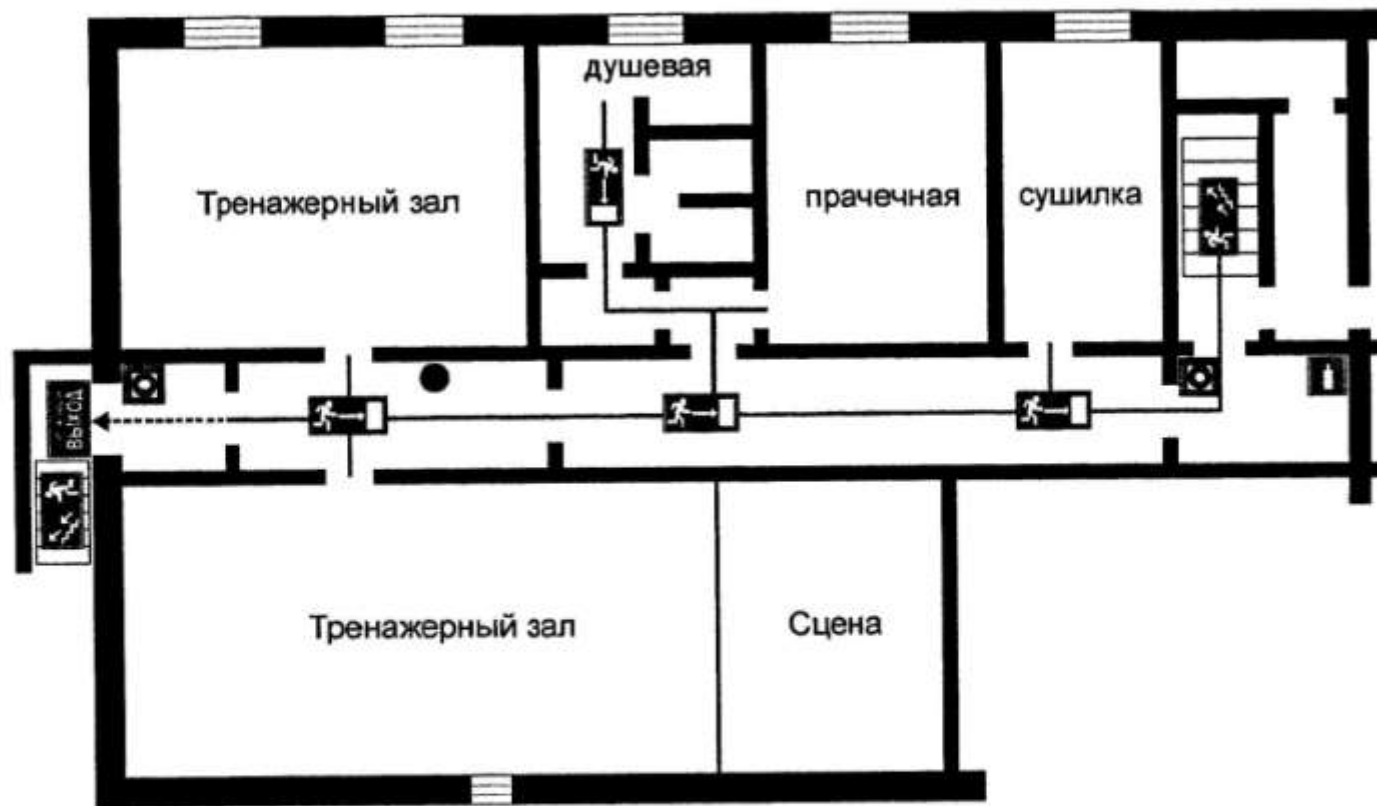 душевая
Тренажерный зал
прачечная
сушилка
ВЫХОД
Тренажерный зал
Сцена